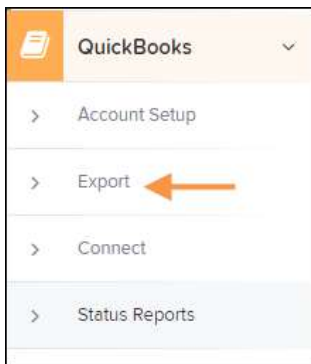 QuickBooks
Account Setup
Export
Connect
Status Reports